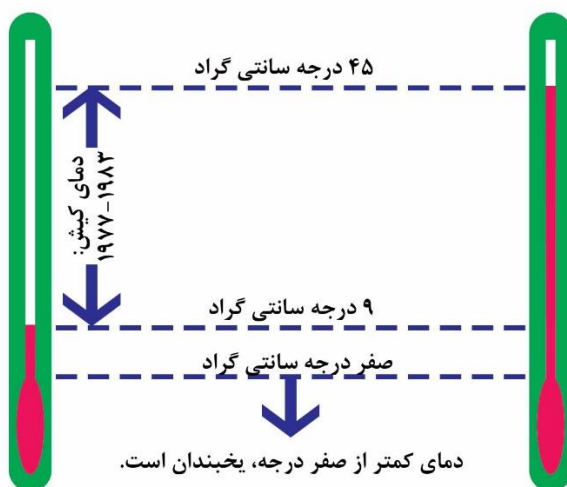 ۴۵ درجه سانتی گراد
دمای کیش:
۱۹۷۷-۱۹۸۳
۹ درجه سانتی گراد
صفر درجه سانتی گراد
دمای کمتر از صفر درجه، یخبندان است.